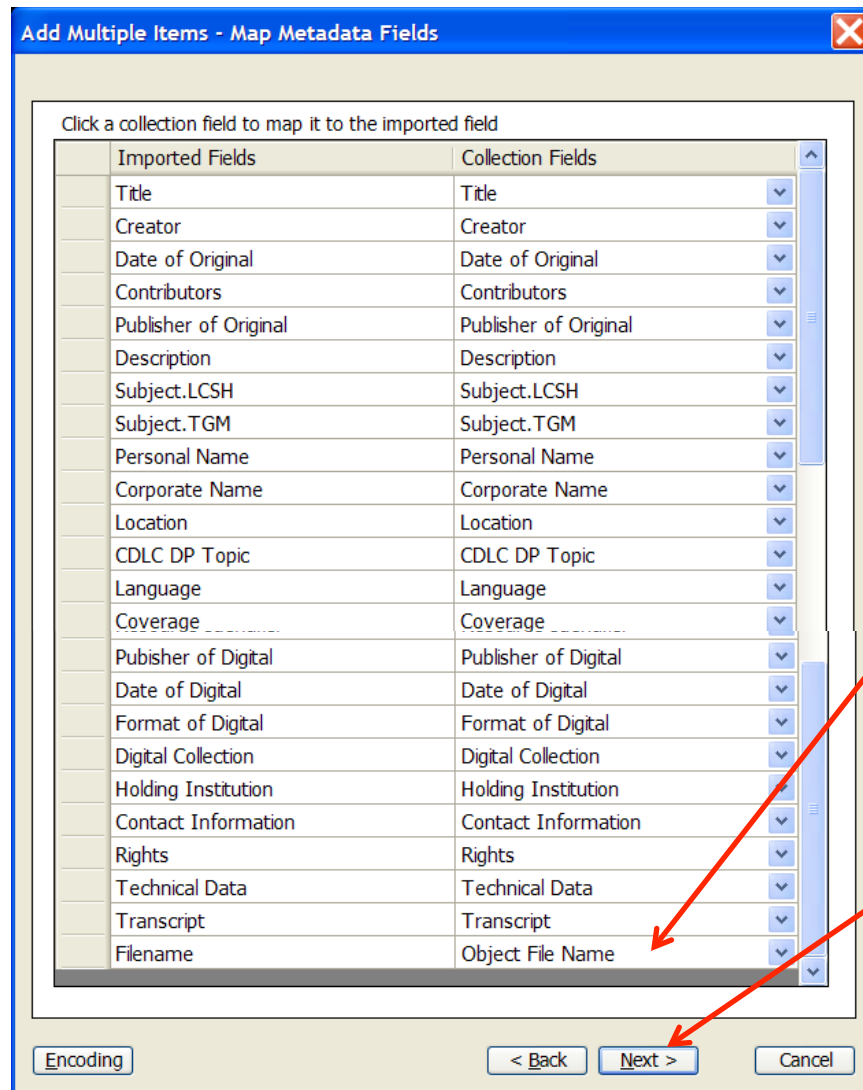 Add Multiple Items - Map Metadata Fields
Click a collection field to map it to the imported field
Imported Fields Collection Fields
Title Title
Creator Creator
Date of Original Date of Original
Contributors Contributors
Publisher of Original Publisher of Original
Description Description
Subject.LCSH Subject.LCSH
Subject.TGM Subject.TGM
Personal Name Personal Name
Corporate Name Corporate Name
Location Location
CDLC DP Topic CDLC DP Topic
Language Language
Coverage Coverage
Pubisher of Digital Publisher of Digital
Date of Digital Date of Digital
Format of Digital Format of Digital
Digital Collection Digital Collection
Holding Institution Holding Institution
Contact Information Contact Information
Rights Rights
Technical Data Technical Data
Transcript Transcript
Filename Object File Name
Encoding < Back Next > Cancel